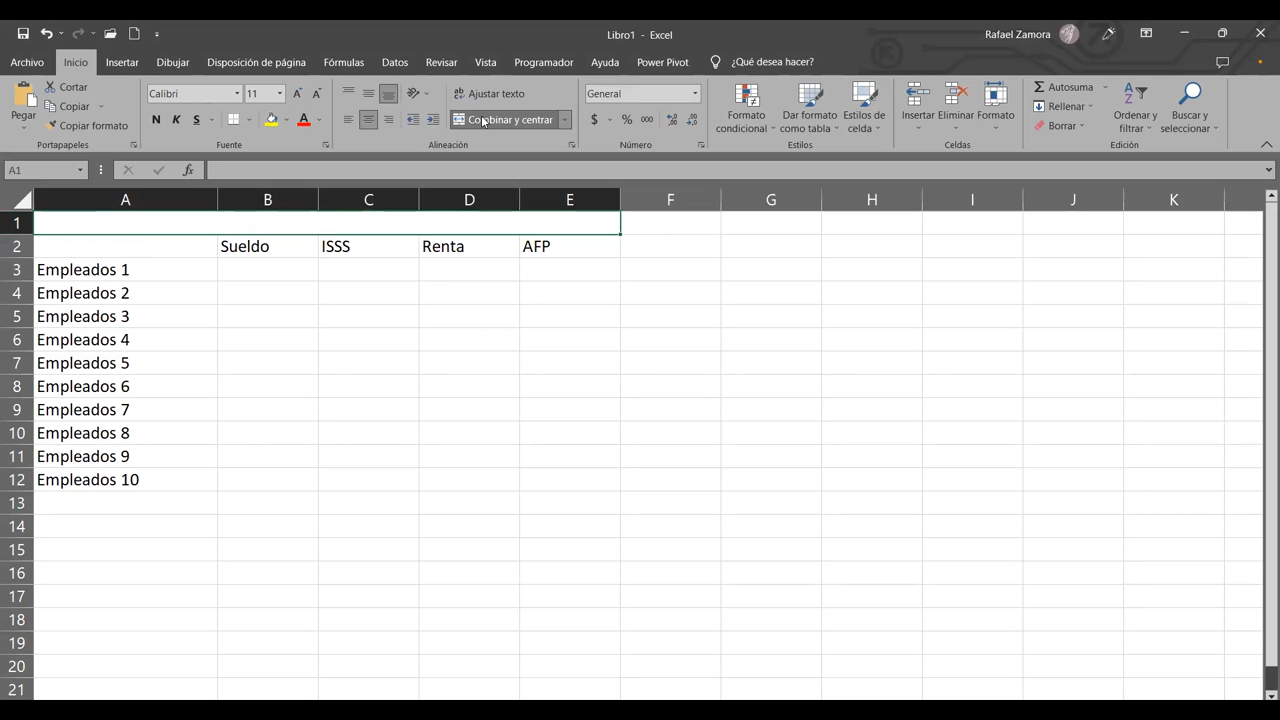 Libro1 - Excel
Rafael Zamora
Archivo Inicio Insertar Dibujar Disposición de página Fórmulas Datos Revisar Vista Programador Ayuda Power Pivot ¿Qué desea hacer?
Pegar
Cortar
Copiar
Copiar formato
Portapapeles
Calibri 11
N K S
Fuente
Ajustar texto
Combinar y centrar
Alineación
General
$ % 000
Número
Formato condicional
Dar formato como tabla
Estilos de celda
Estilos
Insertar Eliminar Formato
Celdas
Autosuma
Rellenar
Borrar
Ordenar y filtrar
Buscar y seleccionar
Edición
A1 fx
A B C D E F G H I J K
1
2 Sueldo ISSS Renta AFP
3 Empleados 1
4 Empleados 2
5 Empleados 3
6 Empleados 4
7 Empleados 5
8 Empleados 6
9 Empleados 7
10 Empleados 8
11 Empleados 9
12 Empleados 10
13
14
15
16
17
18
19
20
21